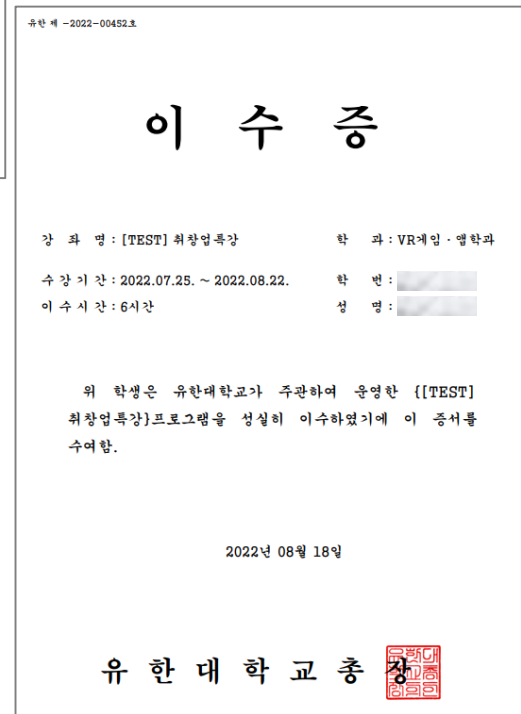 유한 제 -2022-00452호
이 수 증
강 좌 명 : [TEST] 취창업특강
학 과 : VR게임 · 앱학과
수 강 기 간 : 2022.07.25. ~ 2022.08.22.
학 번 :
이 수 시 간 : 6시간
성 명 :
위 학생은 유한대학교가 주관하여 운영한 {[TEST]
취창업특강}프로그램을 성실히 이수하였기에 이 증서를
수여함.
2022년 08월 18일
유 한 대 학 교 총 장